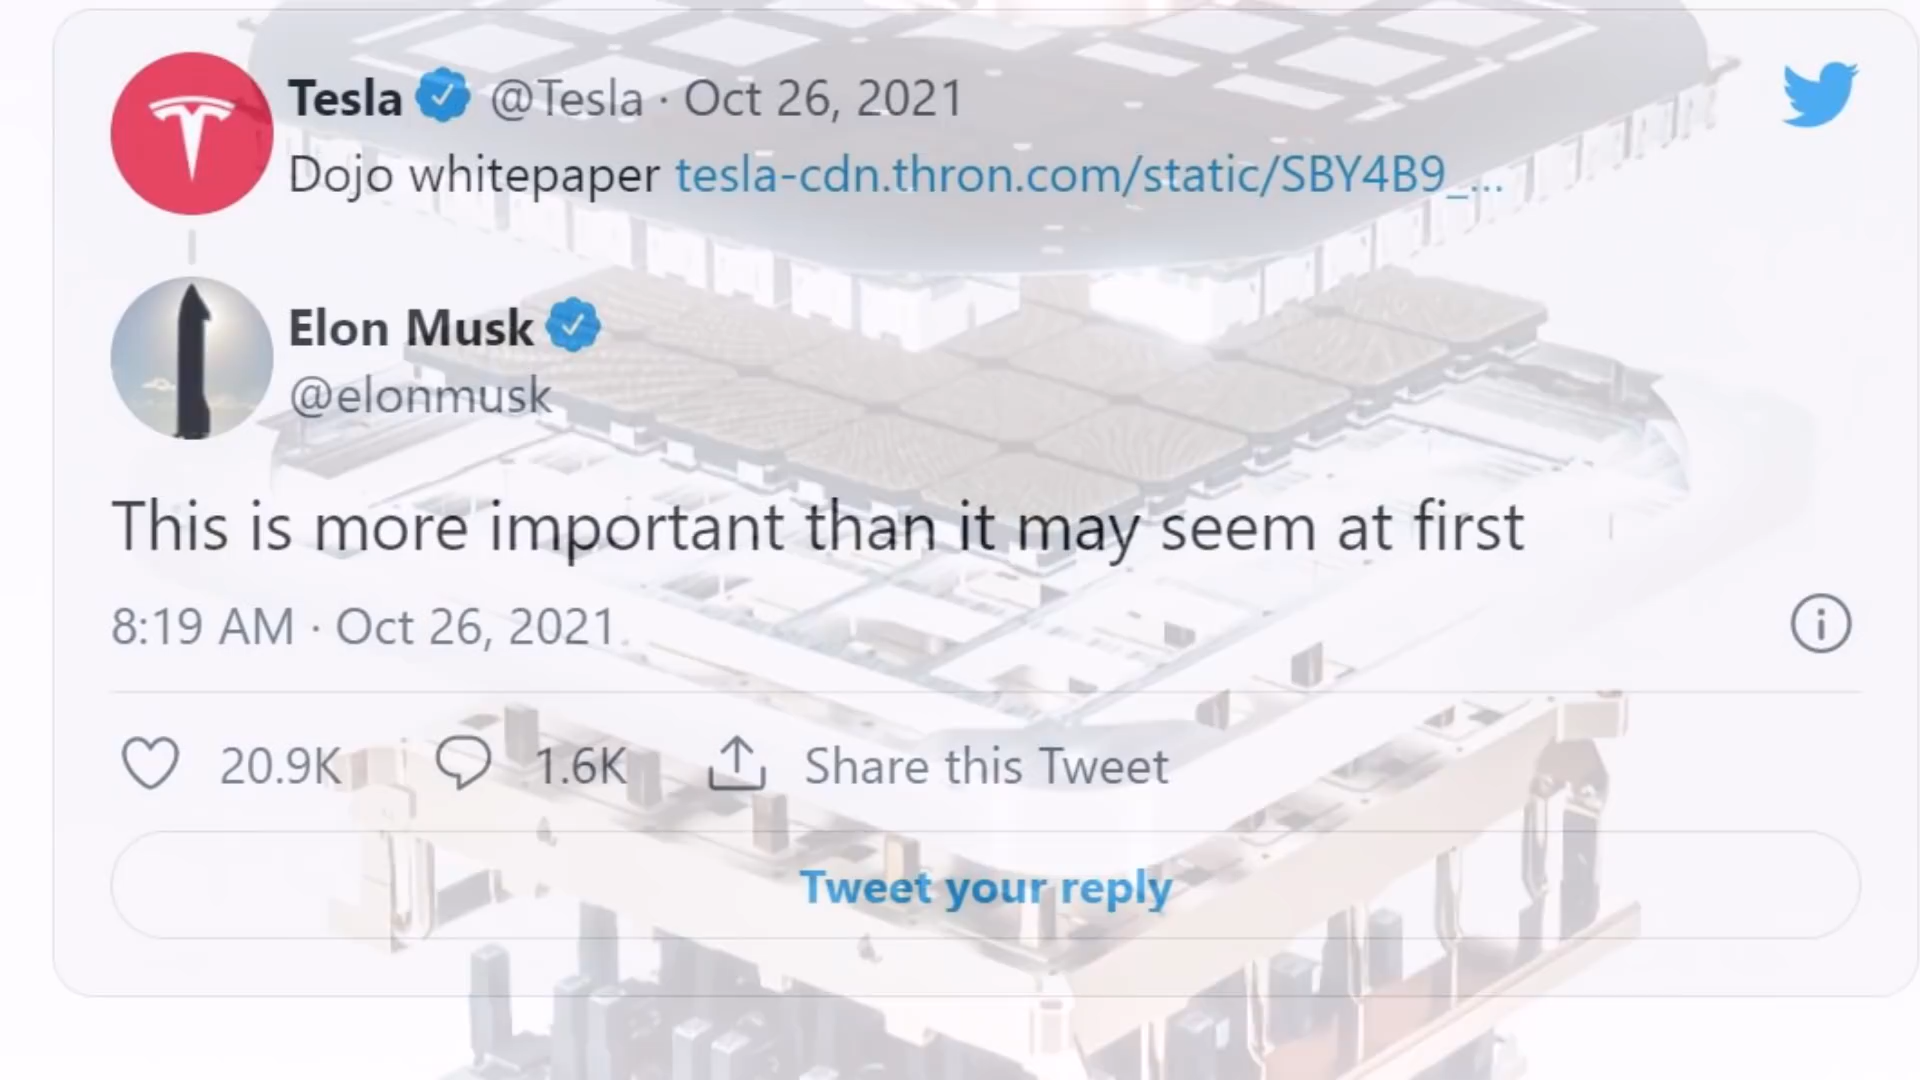 Tesla @Tesla · Oct 26, 2021
Dojo whitepaper tesla-cdn.thron.com/static/SBY4B9_...
Elon Musk
@elonmusk
This is more important than it may seem at first
8:19 AM · Oct 26, 2021
20.9K 1.6K Share this Tweet
Tweet your reply